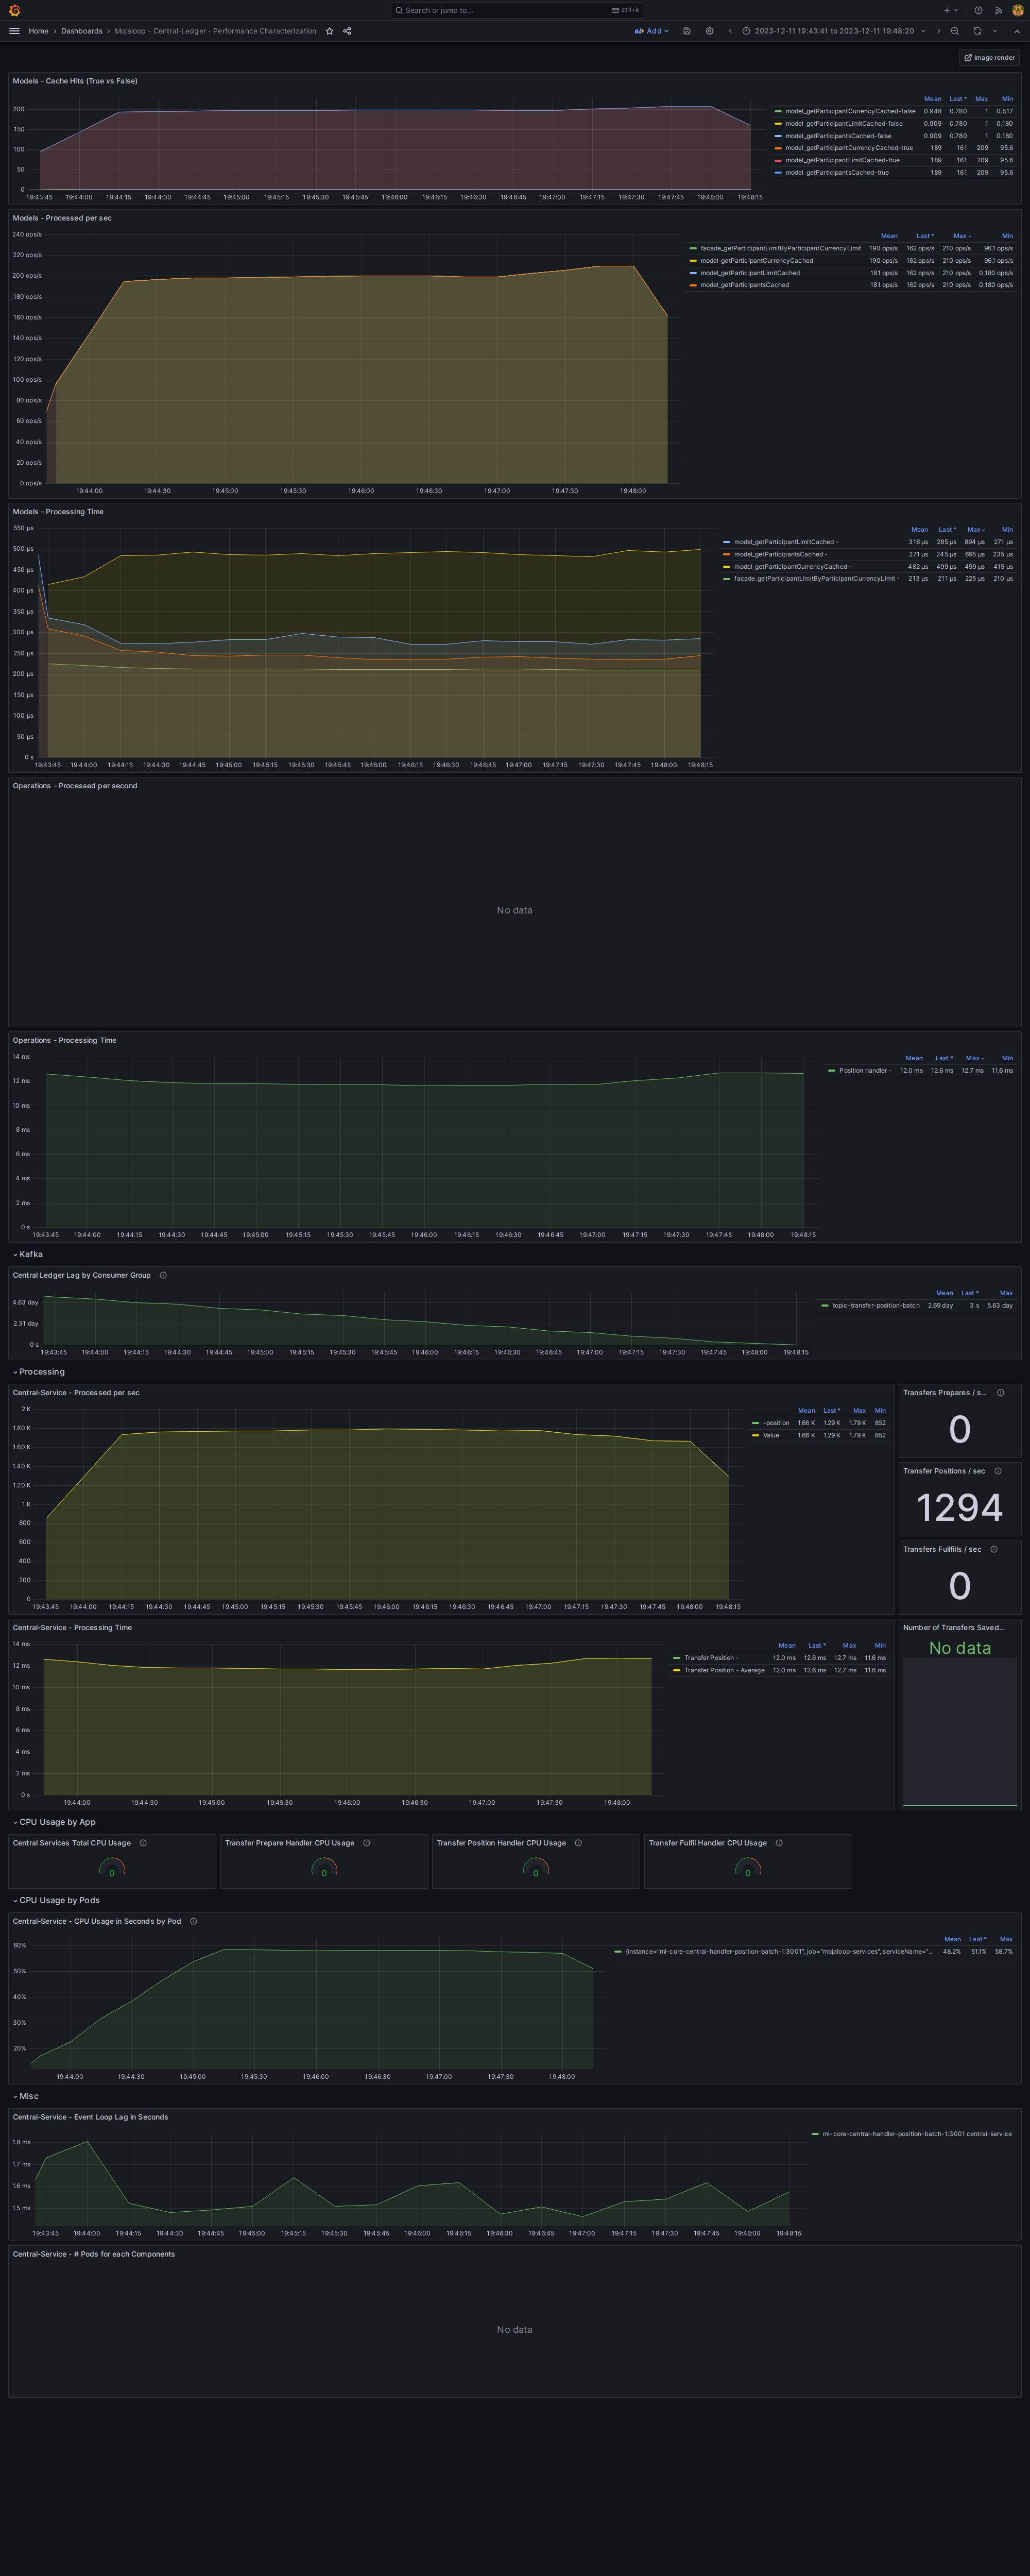 Search or jump to... ctrl+k
Home › Dashboards › Mojaloop - Central-Ledger - Performance Characterization
Add 2023-12-11 19:43:41 to 2023-12-11 19:48:20
Image render
Models - Cache Hits (True vs False)
Mean Last * Max Min
model_getParticipantCurrencyCached-false 0.948 0.780 1 0.517
model_getParticipantLimitCached-false 0.909 0.780 1 0.180
model_getParticipantsCached-false 0.909 0.780 1 0.180
model_getParticipantCurrencyCached-true 189 161 209 95.6
model_getParticipantLimitCached-true 189 161 209 95.6
model_getParticipantsCached-true 189 161 209 95.6
200
150
100
50
0
19:43:45 19:44:00 19:44:15 19:44:30 19:44:45 19:45:00 19:45:15 19:45:30 19:45:45 19:46:00 19:46:15 19:46:30 19:46:45 19:47:00 19:47:15 19:47:30 19:47:45 19:48:00 19:48:15
Models - Processed per sec
Mean Last * Max Min
facade_getParticipantLimitByParticipantCurrencyLimit 190 ops/s 162 ops/s 210 ops/s 96.1 ops/s
model_getParticipantCurrencyCached 190 ops/s 162 ops/s 210 ops/s 96.1 ops/s
model_getParticipantLimitCached 181 ops/s 162 ops/s 210 ops/s 0.180 ops/s
model_getParticipantsCached 181 ops/s 162 ops/s 210 ops/s 0.180 ops/s
240 ops/s
220 ops/s
200 ops/s
180 ops/s
160 ops/s
140 ops/s
120 ops/s
100 ops/s
80 ops/s
60 ops/s
40 ops/s
20 ops/s
0 ops/s
19:44:00 19:44:30 19:45:00 19:45:30 19:46:00 19:46:30 19:47:00 19:47:30 19:48:00
Models - Processing Time
Mean Last * Max Min
model_getParticipantLimitCached - 316 µs 285 µs 894 µs 271 µs
model_getParticipantsCached - 271 µs 245 µs 695 µs 235 µs
model_getParticipantCurrencyCached - 482 µs 499 µs 499 µs 415 µs
facade_getParticipantLimitByParticipantCurrencyLimit - 213 µs 211 µs 225 µs 210 µs
550 µs
500 µs
450 µs
400 µs
350 µs
300 µs
250 µs
200 µs
150 µs
100 µs
50 µs
0 s
19:43:45 19:44:00 19:44:15 19:44:30 19:44:45 19:45:00 19:45:15 19:45:30 19:45:45 19:46:00 19:46:15 19:46:30 19:46:45 19:47:00 19:47:15 19:47:30 19:47:45 19:48:00 19:48:15
Operations - Processed per second
No data
Operations - Processing Time
Mean Last * Max Min
Position handler - 12.0 ms 12.6 ms 12.7 ms 11.6 ms
14 ms
12 ms
10 ms
8 ms
6 ms
4 ms
2 ms
0 s
19:43:45 19:44:00 19:44:15 19:44:30 19:44:45 19:45:00 19:45:15 19:45:30 19:45:45 19:46:00 19:46:15 19:46:30 19:46:45 19:47:00 19:47:15 19:47:30 19:47:45 19:48:00 19:48:15
Kafka
Central Ledger Lag by Consumer Group
Mean Last * Max
topic-transfer-position-batch 2.69 day 3 s 5.63 day
4.63 day
2.31 day
0 s
19:43:45 19:44:00 19:44:15 19:44:30 19:44:45 19:45:00 19:45:15 19:45:30 19:45:45 19:46:00 19:46:15 19:46:30 19:46:45 19:47:00 19:47:15 19:47:30 19:47:45 19:48:00 19:48:15
Processing
Central-Service - Processed per sec
Mean Last * Max Min
-position 1.66 K 1.29 K 1.79 K 852
Value 1.66 K 1.29 K 1.79 K 852
2 K
1.80 K
1.60 K
1.40 K
1.20 K
1 K
800
600
400
200
0
19:43:45 19:44:00 19:44:15 19:44:30 19:44:45 19:45:00 19:45:15 19:45:30 19:45:45 19:46:00 19:46:15 19:46:30 19:46:45 19:47:00 19:47:15 19:47:30 19:47:45 19:48:00 19:48:15
Transfers Prepares / s...
0
Transfer Positions / sec
1294
Transfers Fullfills / sec
0
Central-Service - Processing Time
Mean Last * Max Min
Transfer Position - 12.0 ms 12.6 ms 12.7 ms 11.6 ms
Transfer Position - Average 12.0 ms 12.6 ms 12.7 ms 11.6 ms
14 ms
12 ms
10 ms
8 ms
6 ms
4 ms
2 ms
0 s
19:44:00 19:44:30 19:45:00 19:45:30 19:46:00 19:46:30 19:47:00 19:47:30 19:48:00
Number of Transfers Saved...
No data
CPU Usage by App
Central Services Total CPU Usage
0
Transfer Prepare Handler CPU Usage
0
Transfer Position Handler CPU Usage
0
Transfer Fulfil Handler CPU Usage
0
CPU Usage by Pods
Central-Service - CPU Usage in Seconds by Pod
Mean Last * Max
{instance="ml-core-central-handler-position-batch-1:3001", job="mojaloop-services", serviceName="... 48.2% 51.1% 58.7%
60%
50%
40%
30%
20%
19:44:00 19:44:30 19:45:00 19:45:30 19:46:00 19:46:30 19:47:00 19:47:30 19:48:00
Misc
Central-Service - Event Loop Lag in Seconds
ml-core-central-handler-position-batch-1:3001 central-service
1.8 ms
1.7 ms
1.6 ms
1.5 ms
19:43:45 19:44:00 19:44:15 19:44:30 19:44:45 19:45:00 19:45:15 19:45:30 19:45:45 19:46:00 19:46:15 19:46:30 19:46:45 19:47:00 19:47:15 19:47:30 19:47:45 19:48:00 19:48:15
Central-Service - # Pods for each Components
No data